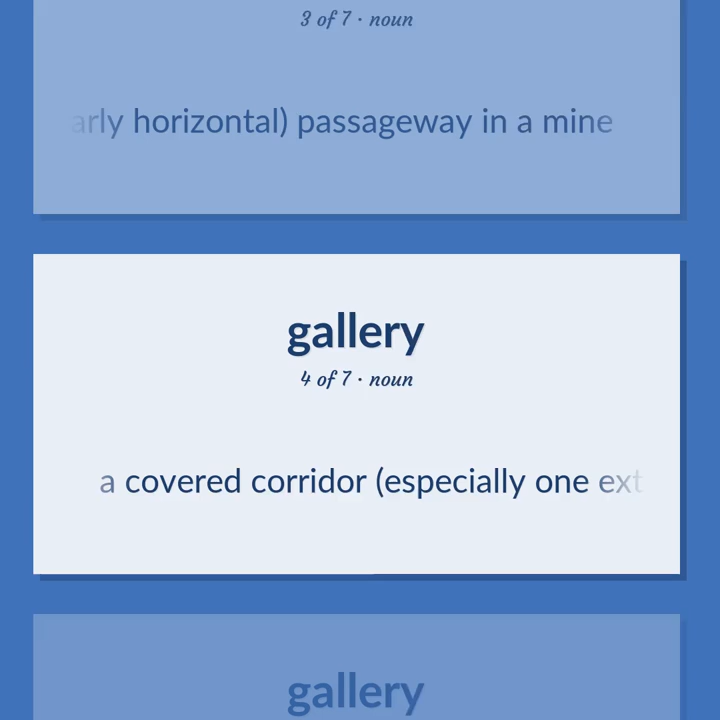 3 of 7 · noun
horizontal) passageway in a mine
gallery
4 of 7 · noun
a covered corridor (especially one
gallery